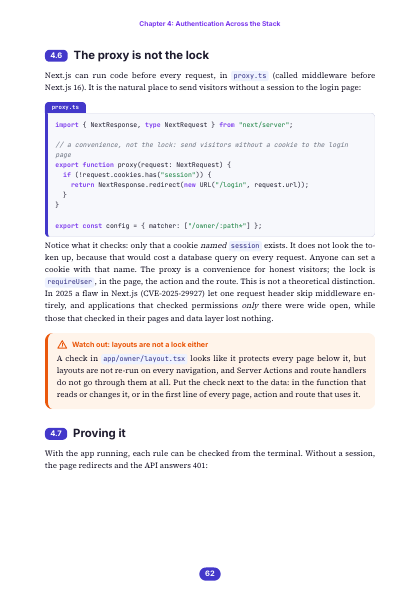 Chapter 4: Authentication Across the Stack
4.6 The proxy is not the lock
Next.js can run code before every request, in proxy.ts (called middleware before
Next.js 16). It is the natural place to send visitors without a session to the login page:
proxy.ts
import { NextResponse, type NextRequest } from "next/server";
// a convenience, not the lock: send visitors without a cookie to the login
page
export function proxy(request: NextRequest) {
if (!request.cookies.has("session")) {
return NextResponse.redirect(new URL("/login", request.url));
}
}
export const config = { matcher: ["/owner/:path*"] };
Notice what it checks: only that a cookie named session exists. It does not look the to-
ken up, because that would cost a database query on every request. Anyone can set a
cookie with that name. The proxy is a convenience for honest visitors; the lock is
requireUser, in the page, the action and the route. This is not a theoretical distinction.
In 2025 a flaw in Next.js (CVE-2025-29927) let one request header skip middleware en-
tirely, and applications that checked permissions only there were wide open, while
those that checked in their pages and data layer lost nothing.
Watch out: layouts are not a lock either
A check in app/owner/layout.tsx looks like it protects every page below it, but
layouts are not re-run on every navigation, and Server Actions and route handlers
do not go through them at all. Put the check next to the data: in the function that
reads or changes it, or in the first line of every page, action and route that uses it.
4.7 Proving it
With the app running, each rule can be checked from the terminal. Without a session,
the page redirects and the API answers 401:
62